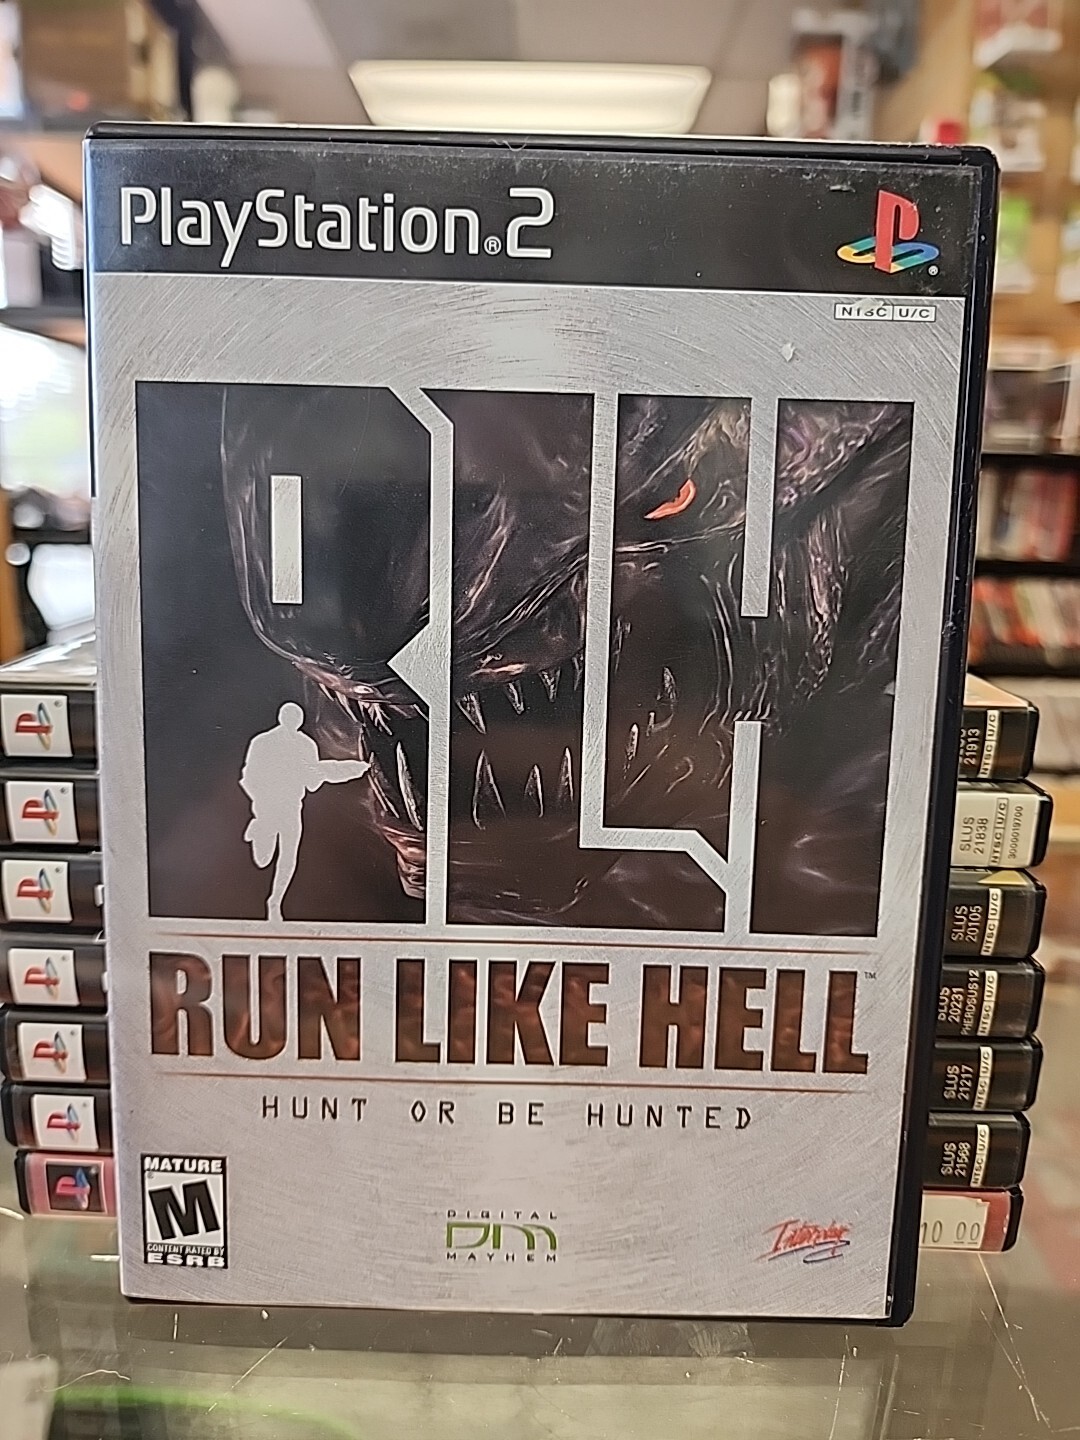 PlayStation®2
NTSC U/C
RLH
RUN LIKE HELL™
HUNT OR BE HUNTED
MATURE
M
CONTENT RATED BY
ESRB
DIGITAL
DM
MAYHEM
Interplay
21913
NTSC U/C
SLUS
21838
NTSC U/C
3000019700
SLUS
20105
NTSC U/C
SLUS
20231
NTSC U/C
SLUS
21217
NTSC U/C
SLUS
21568
NTSC U/C
10 00